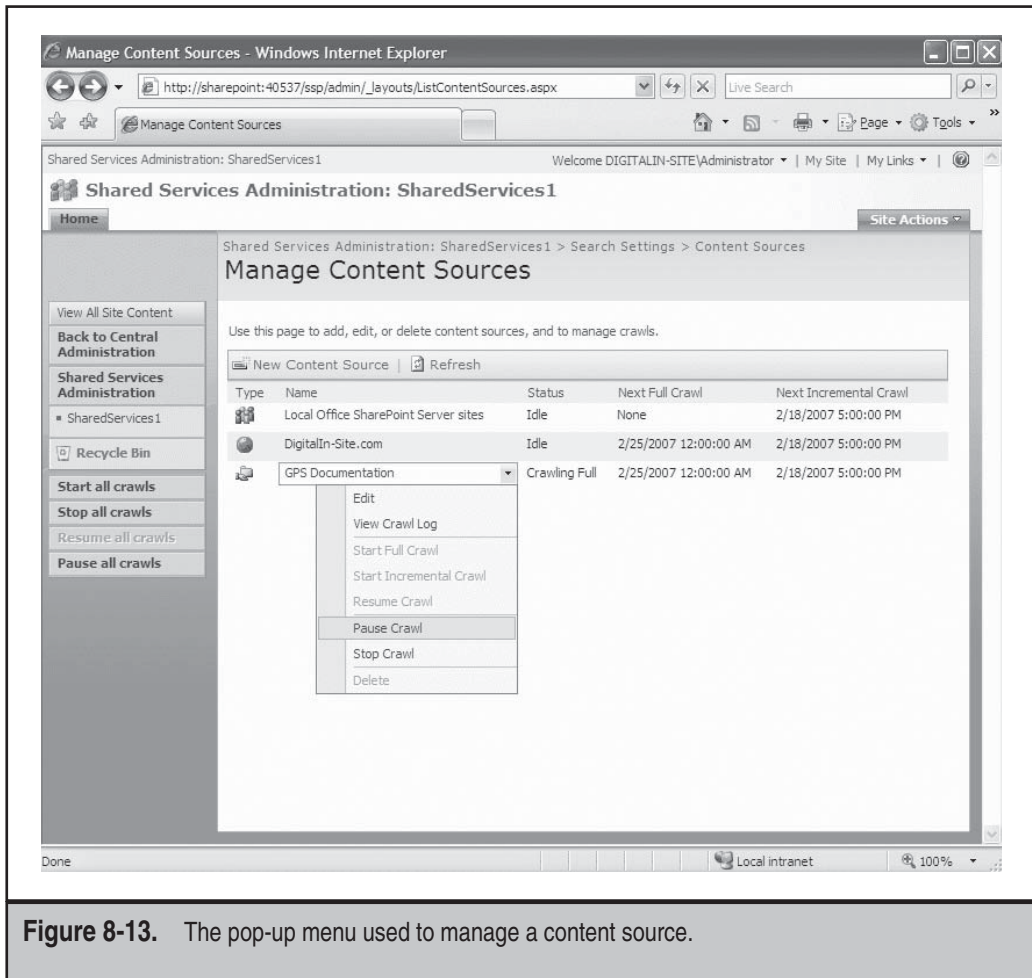 Manage Content Sources - Windows Internet Explorer
http://sharepoint:40537/ssp/admin/_layouts/ListContentSources.aspx
Live Search
Manage Content Sources
Page
Tools
Shared Services Administration: SharedServices1
Welcome DIGITALIN-SITE\Administrator | My Site | My Links |
Shared Services Administration: SharedServices1
Home
Site Actions
Shared Services Administration: SharedServices1 > Search Settings > Content Sources
Manage Content Sources
View All Site Content
Back to Central
Administration
Shared Services
Administration
SharedServices1
Recycle Bin
Start all crawls
Stop all crawls
Resume all crawls
Pause all crawls
Use this page to add, edit, or delete content sources, and to manage crawls.
New Content Source | Refresh
Type Name Status Next Full Crawl Next Incremental Crawl
Local Office SharePoint Server sites Idle None 2/18/2007 5:00:00 PM
DigitalIn-Site.com Idle 2/25/2007 12:00:00 AM 2/18/2007 5:00:00 PM
GPS Documentation Crawling Full 2/25/2007 12:00:00 AM 2/18/2007 5:00:00 PM
Edit
View Crawl Log
Start Full Crawl
Start Incremental Crawl
Resume Crawl
Pause Crawl
Stop Crawl
Delete
Done
Local intranet
100%
Figure 8-13. The pop-up menu used to manage a content source.